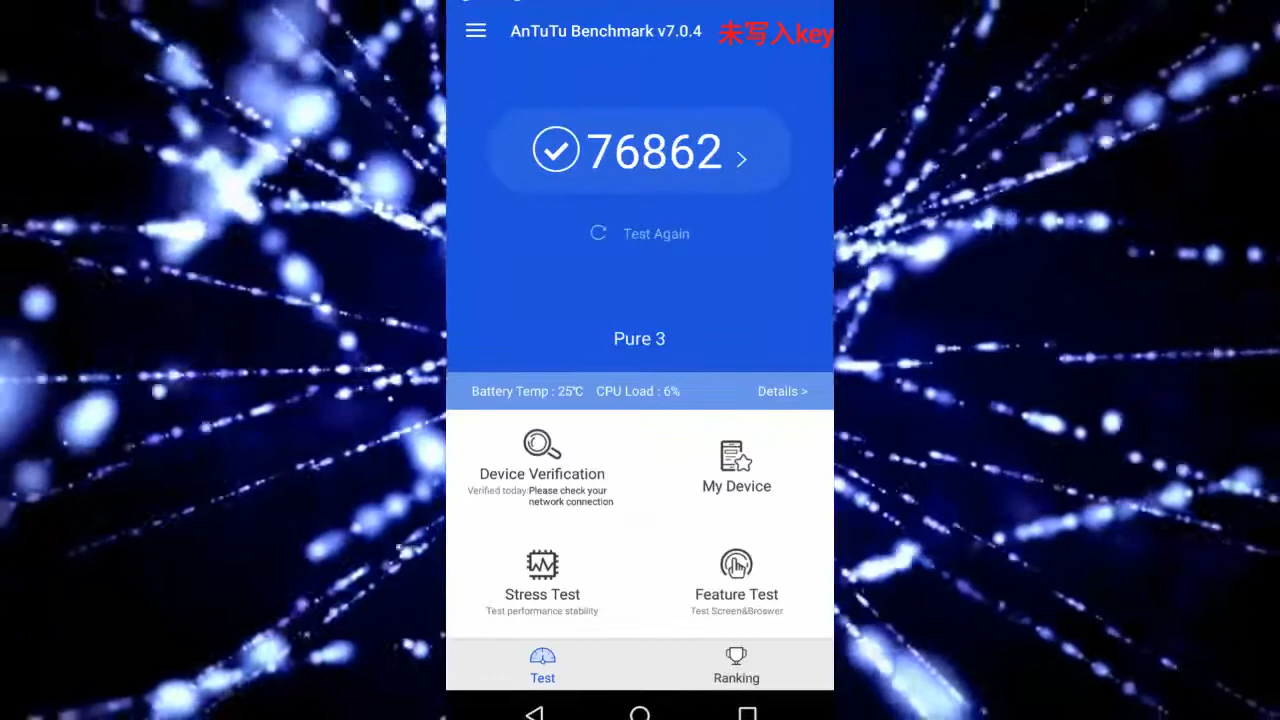 AnTuTu Benchmark v7.0.4
未写入key
76862 >
Test Again
Pure 3
Battery Temp : 25℃ CPU Load : 6% Details >
Device Verification
Verified today:Please check your
network connection
My Device
Stress Test
Test performance stability
Feature Test
Test Screen&Broswer
Test
Ranking